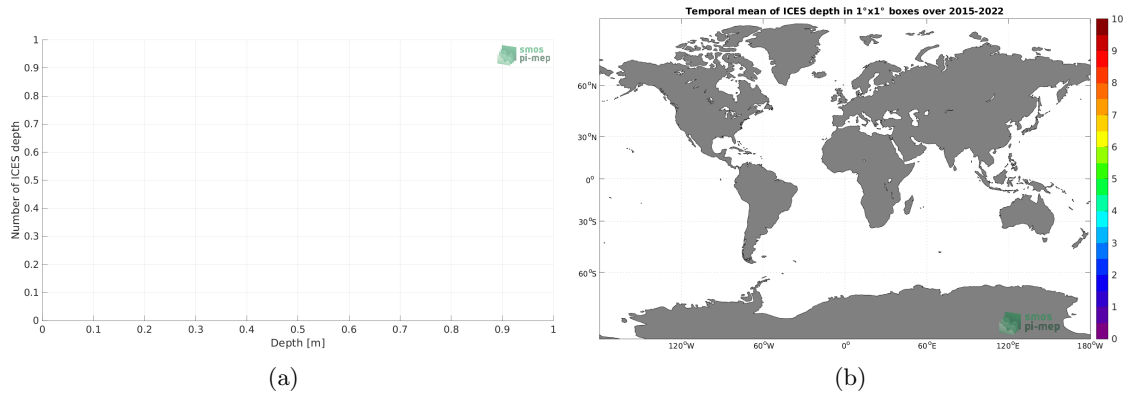 Temporal mean of ICES depth in 1°x1° boxes over 2015-2022
1
0.9
0.8
0.7
0.6
0.5
0.4
0.3
0.2
0.1
0
Number of ICES depth
0 0.1 0.2 0.3 0.4 0.5 0.6 0.7 0.8 0.9 1
Depth [m]
smos
pi-mep
(a)
60°N
30°N
0°
30°S
60°S
120°W 60°W 0° 60°E 120°E 180°W
smos
pi-mep
10
9
8
7
6
5
4
3
2
1
0
(b)